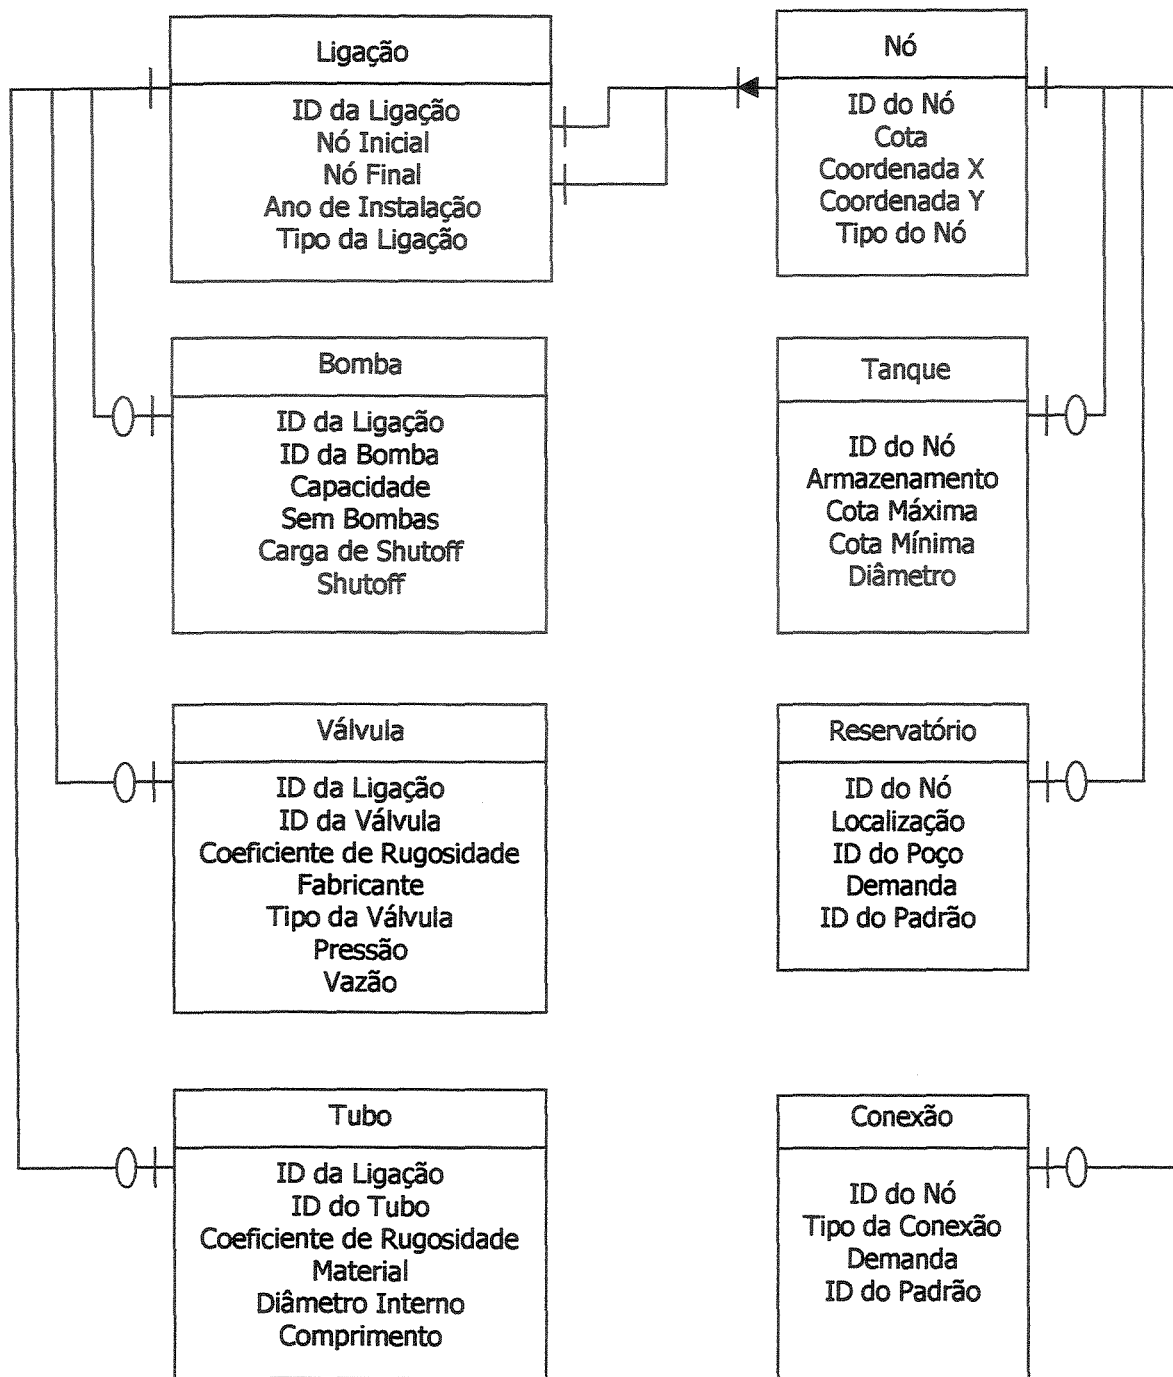 Ligação
ID da Ligação
Nó Inicial
Nó Final
Ano de Instalação
Tipo da Ligação
Nó
ID do Nó
Cota
Coordenada X
Coordenada Y
Tipo do Nó
Bomba
ID da Ligação
ID da Bomba
Capacidade
Sem Bombas
Carga de Shutoff
Shutoff
Tanque
ID do Nó
Armazenamento
Cota Máxima
Cota Mínima
Diâmetro
Válvula
ID da Ligação
ID da Válvula
Coeficiente de Rugosidade
Fabricante
Tipo da Válvula
Pressão
Vazão
Reservatório
ID do Nó
Localização
ID do Poço
Demanda
ID do Padrão
Tubo
ID da Ligação
ID do Tubo
Coeficiente de Rugosidade
Material
Diâmetro Interno
Comprimento
Conexão
ID do Nó
Tipo da Conexão
Demanda
ID do Padrão